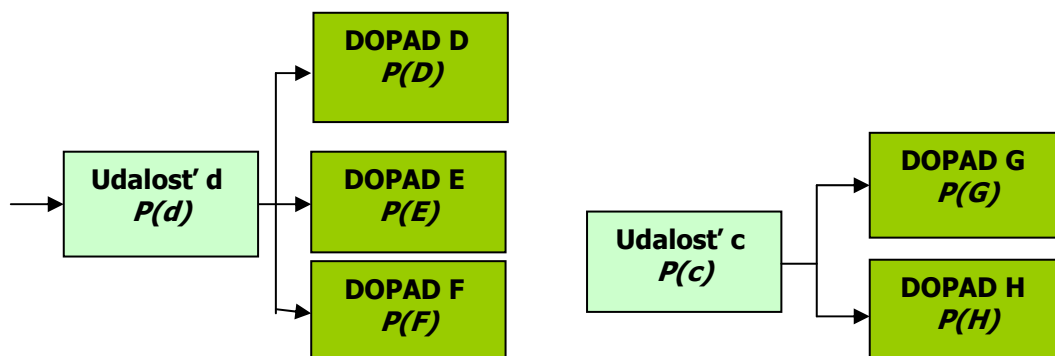 DOPAD D
P(D)
Udalosť d
P(d)
DOPAD E
P(E)
DOPAD F
P(F)
DOPAD G
P(G)
Udalosť c
P(c)
DOPAD H
P(H)